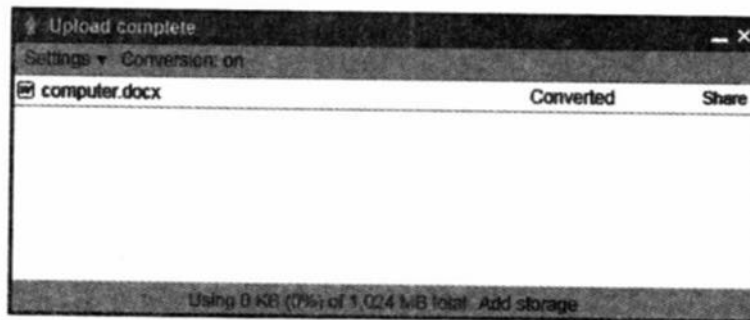 Upload complete
Settings ▾ Conversion: on
computer.docx Converted Share
Using 0 KB (0%) of 1,024 MB total Add storage